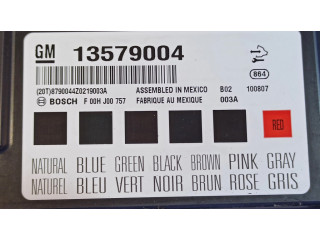 GM 13579004
(20T)8790044Z0219003A ASSEMBLED IN MEXICO B02 100807
BOSCH F 00H J00 757 FABRIQUE AU MEXIQUE 003A
864
RED
NATURAL BLUE GREEN BLACK BROWN PINK GRAY
NATUREL BLEU VERT NOIR BRUN ROSE GRIS